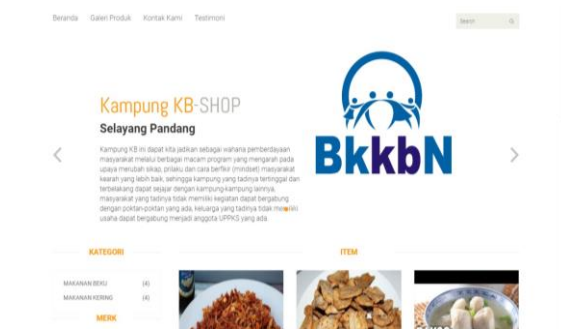 Beranda Galeri Produk Kontak Kami Testimoni
Search
Kampung KB-SHOP
Selayang Pandang
Kampung KB ini dapat kita jadikan sebagai wahana pemberdayaan
masyarakat melalui berbagai macam program yang mengarah pada
upaya merubah sikap, prilaku dan cara berfikir (mindset) masyarakat
kearah yang lebih baik, sehingga kampung yang tadinya tertinggal dan
terbelakang dapat sejajar dengan kampung-kampung lainnya,
masyarakat yang tadinya tidak memiliki kegiatan dapat bergabung
dengan poktan-poktan yang ada, keluarga yang tadinya tidak memiliki
usaha dapat bergabung menjadi anggota UPPKS yang ada.
BkkbN
KATEGORI
ITEM
MAKANAN BEKU (4)
MAKANAN KERING (4)
MERK